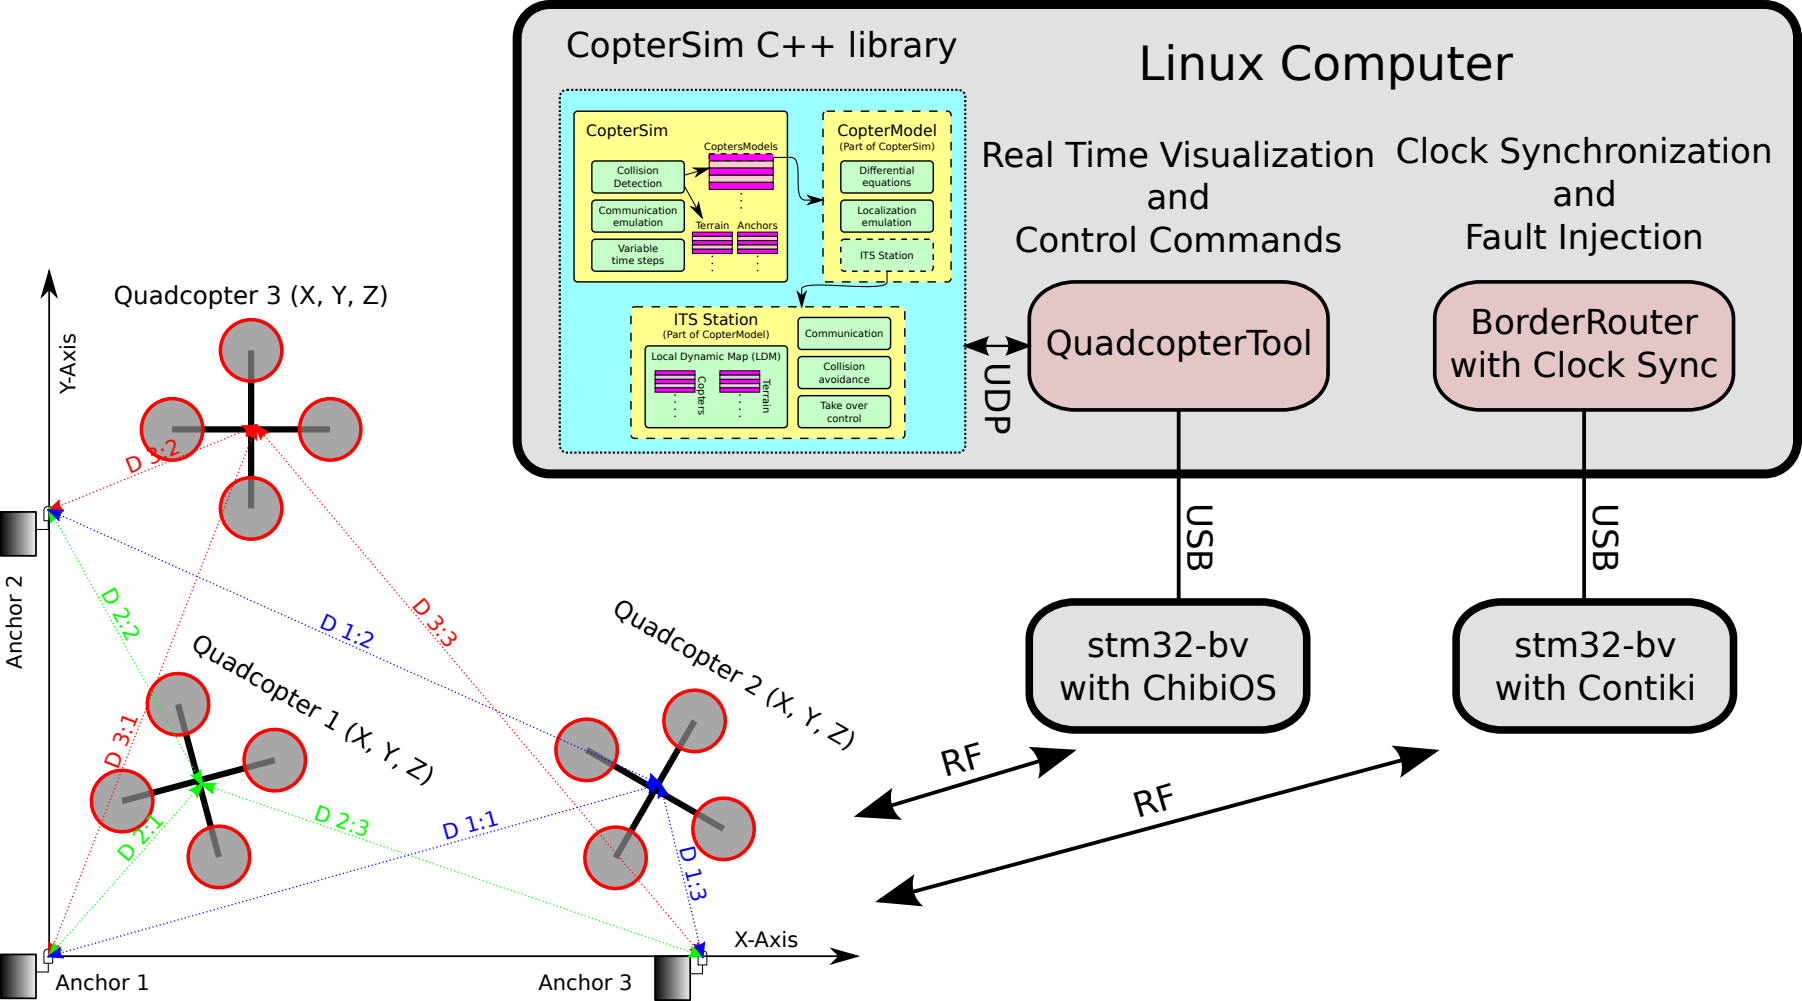 CopterSim C++ library
Linux Computer
CopterSim
CoptersModels
Collision
Detection
Communication
emulation
Variable
time steps
Terrain
Anchors
CopterModel
(Part of CopterSim)
Differential
equations
Localization
emulation
ITS Station
ITS Station
(Part of CopterModel)
Local Dynamic Map (LDM)
Copters
Terrain
Communication
Collision
avoidance
Take over
control
Real Time Visualization
and
Control Commands
Clock Synchronization
and
Fault Injection
UDP
QuadcopterTool
BorderRouter
with Clock Sync
USB
USB
stm32-bv
with ChibiOS
stm32-bv
with Contiki
RF
RF
Y-Axis
Quadcopter 3 (X, Y, Z)
D 3:2
Anchor 2
D 2:2
D 1:2
D 3:3
Quadcopter 1 (X, Y, Z)
Quadcopter 2 (X, Y, Z)
D 3:1
D 2:1
D 2:3
D 1:1
D 1:3
X-Axis
Anchor 1
Anchor 3